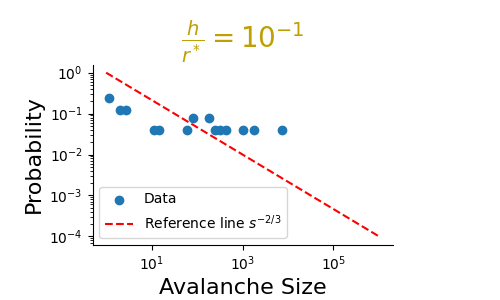 $\frac{h}{r^*} = 10^{-1}$
Probability
10^0
10^{-1}
10^{-2}
10^{-3}
10^{-4}
Data
Reference line $s^{-2/3}$
10^1 10^3 10^5
Avalanche Size